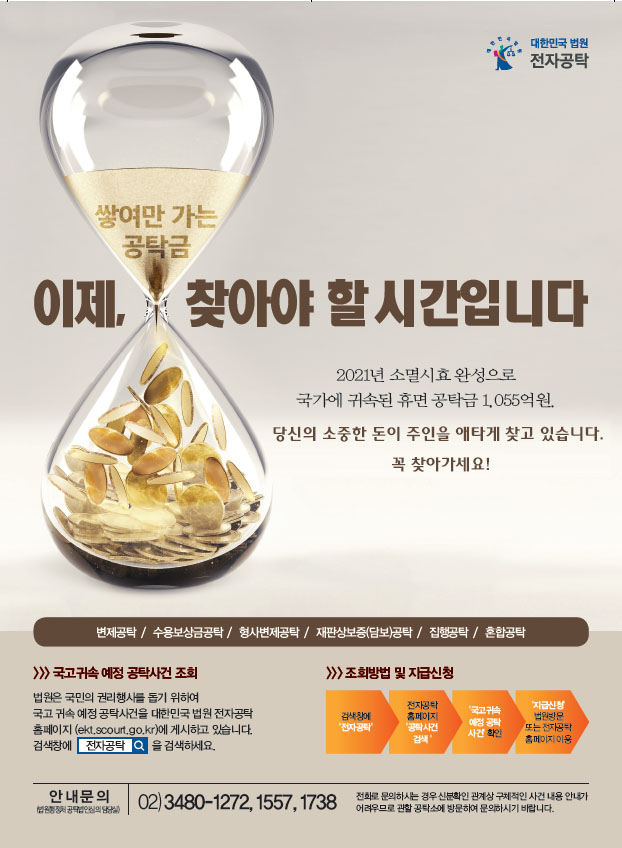 대한민국 법원
전자공탁
쌓여만 가는
공탁금
이제, 찾아야 할 시간입니다
2021년 소멸시효 완성으로
국가에 귀속된 휴면 공탁금 1,055억원.
당신의 소중한 돈이 주인을 애타게 찾고 있습니다.
꼭 찾아가세요!
변제공탁 / 수용보상금공탁 / 형사변제공탁 / 재판상보증(담보)공탁 / 집행공탁 / 혼합공탁
》》 국고귀속 예정 공탁사건 조회
법원은 국민의 권리행사를 돕기 위하여
국고 귀속 예정 공탁사건을 대한민국 법원 전자공탁
홈페이지 (ekt.scourt.go.kr)에 게시하고 있습니다.
검색창에 전자공탁 을 검색하세요.
》》 조회방법 및 지급신청
검색창에
'전자공탁'
전자공탁
홈페이지
'공탁사건
검색'
'국고귀속
예정 공탁
사건' 확인
'지급신청'
법원방문
또는 전자공탁
홈페이지 이용
안내문의
(법원행정처 공탁법인심의담당실)
02) 3480-1272, 1557, 1738
전화로 문의하시는 경우 신분확인 관계상 구체적인 사건 내용 안내가
어려우므로 관할 공탁소에 방문하여 문의하시기 바랍니다.